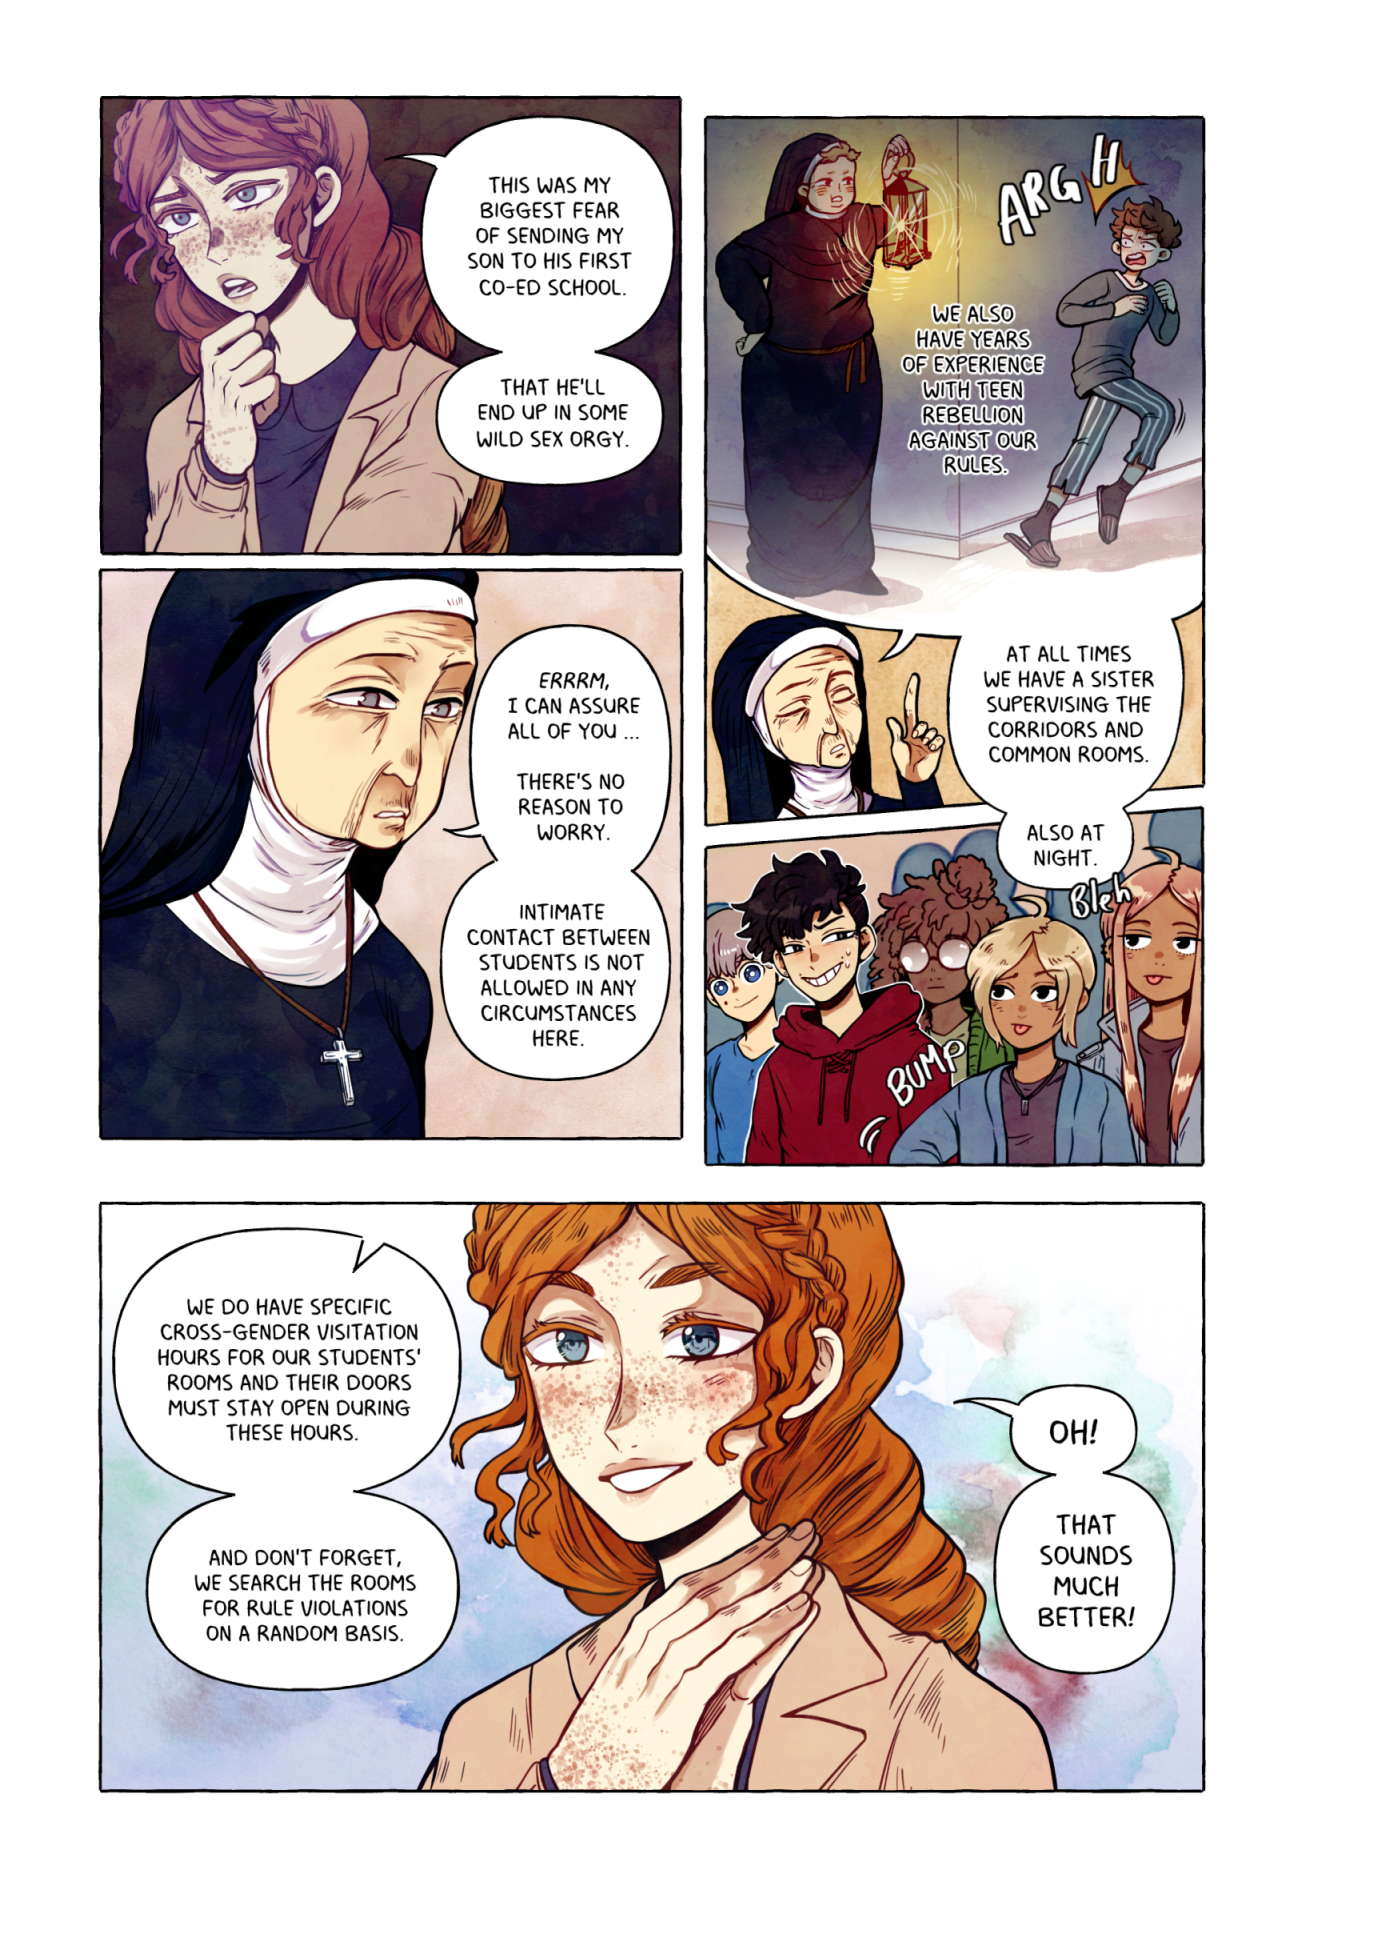 THIS WAS MY
BIGGEST FEAR
OF SENDING MY
SON TO HIS FIRST
CO-ED SCHOOL.
THAT HE'LL
END UP IN SOME
WILD SEX ORGY.
ERRRM,
I CAN ASSURE
ALL OF YOU ...
THERE'S NO
REASON TO
WORRY.
INTIMATE
CONTACT BETWEEN
STUDENTS IS NOT
ALLOWED IN ANY
CIRCUMSTANCES
HERE.
ARGH
WE ALSO
HAVE YEARS
OF EXPERIENCE
WITH TEEN
REBELLION
AGAINST OUR
RULES.
AT ALL TIMES
WE HAVE A SISTER
SUPERVISING THE
CORRIDORS AND
COMMON ROOMS.
ALSO AT
NIGHT.
Bleh
BUMP
WE DO HAVE SPECIFIC
CROSS-GENDER VISITATION
HOURS FOR OUR STUDENTS'
ROOMS AND THEIR DOORS
MUST STAY OPEN DURING
THESE HOURS.
AND DON'T FORGET,
WE SEARCH THE ROOMS
FOR RULE VIOLATIONS
ON A RANDOM BASIS.
OH!
THAT
SOUNDS
MUCH
BETTER!